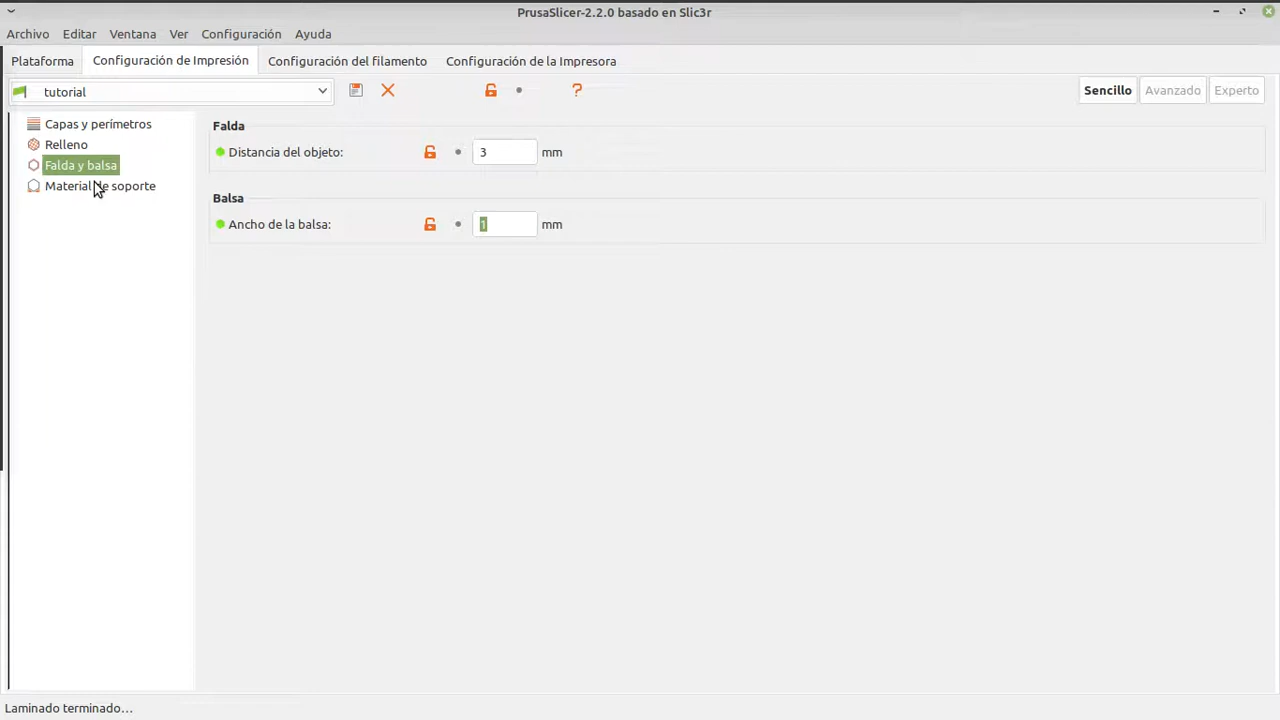 PrusaSlicer-2.2.0 basado en Slic3r
Archivo Editar Ventana Ver Configuración Ayuda
Plataforma Configuración de Impresión Configuración del filamento Configuración de la Impresora
tutorial ? Sencillo Avanzado Experto
Capas y perímetros
Relleno
Falda y balsa
Material de soporte
Falda
Distancia del objeto: 3 mm
Balsa
Ancho de la balsa: 1 mm
Laminado terminado...